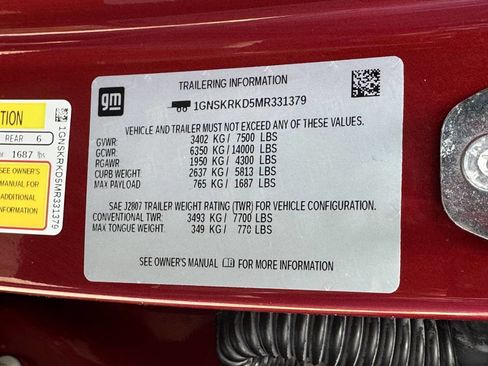 TION
REAR 6
1687 lbs
SEE OWNER'S
MANUAL FOR
ADDITIONAL
INFORMATION
1GNSKRKD5MR331379
gm
TRAILERING INFORMATION
1GNSKRKD5MR331379
VEHICLE AND TRAILER MUST NOT EXCEED ANY OF THESE VALUES.
GVWR: 3402 KG / 7500 LBS
GCWR: 6350 KG / 14000 LBS
RGAWR: 1950 KG / 4300 LBS
CURB WEIGHT: 2637 KG / 5813 LBS
MAX PAYLOAD: 765 KG / 1687 LBS
SAE J2807 TRAILER WEIGHT RATING (TWR) FOR VEHICLE CONFIGURATION.
CONVENTIONAL TWR: 3493 KG / 7700 LBS
MAX TONGUE WEIGHT: 349 KG / 770 LBS
SEE OWNER'S MANUAL FOR MORE INFORMATION